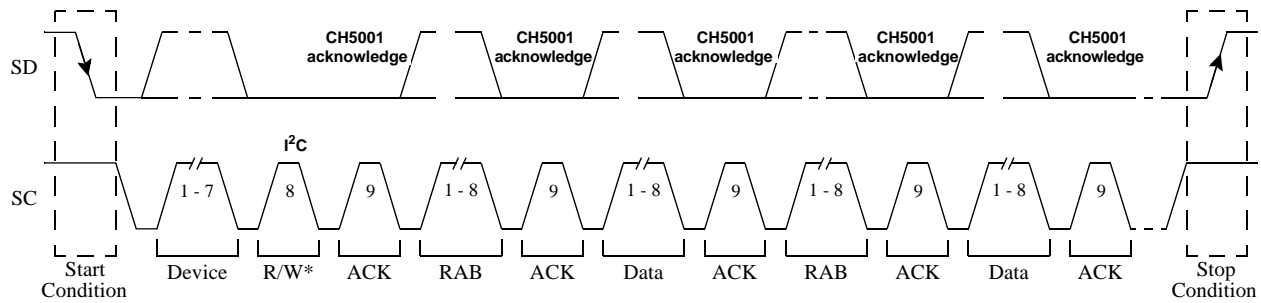 CH5001 CH5001 CH5001 CH5001 CH5001
acknowledge acknowledge acknowledge acknowledge acknowledge
SD
I²C
SC
1 - 7 8 9 1 - 8 9 1 - 8 9 1 - 8 9 1 - 8 9
Start Device R/W* ACK RAB ACK Data ACK RAB ACK Data ACK Stop
Condition Condition